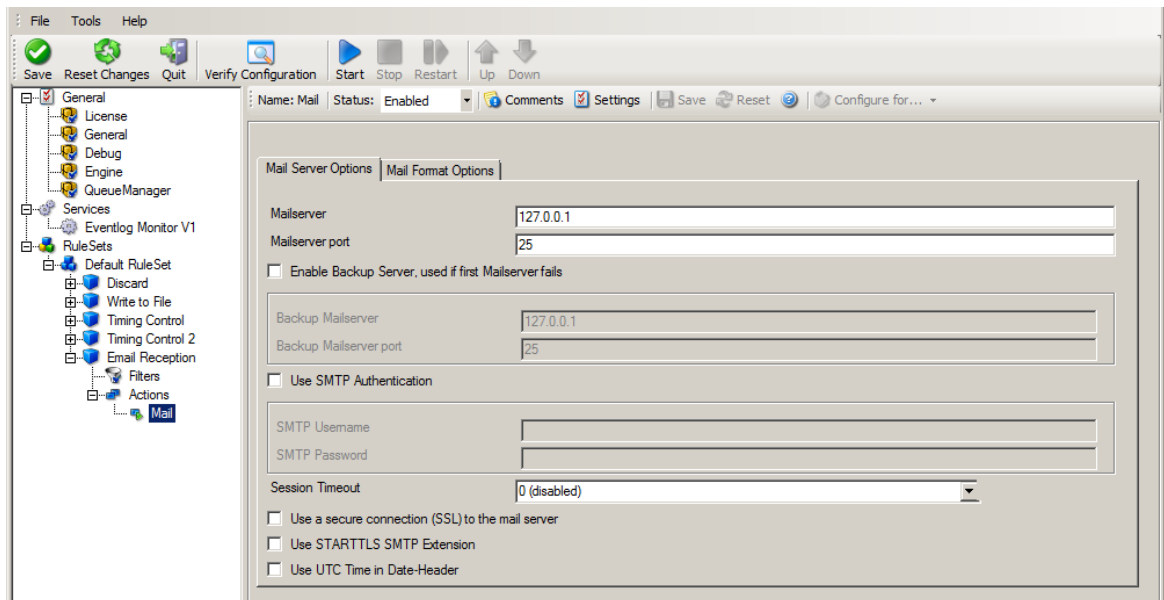 File Tools Help
Save Reset Changes Quit Verify Configuration Start Stop Restart Up Down
General
License
General
Debug
Engine
QueueManager
Services
Eventlog Monitor V1
RuleSets
Default RuleSet
Discard
Write to File
Timing Control
Timing Control 2
Email Reception
Filters
Actions
Mail
Name: Mail Status: Enabled Comments Settings Save Reset Configure for...
Mail Server Options Mail Format Options
Mailserver 127.0.0.1
Mailserver port 25
Enable Backup Server, used if first Mailserver fails
Backup Mailserver 127.0.0.1
Backup Mailserver port 25
Use SMTP Authentication
SMTP Username
SMTP Password
Session Timeout 0 (disabled)
Use a secure connection (SSL) to the mail server
Use STARTTLS SMTP Extension
Use UTC Time in Date-Header